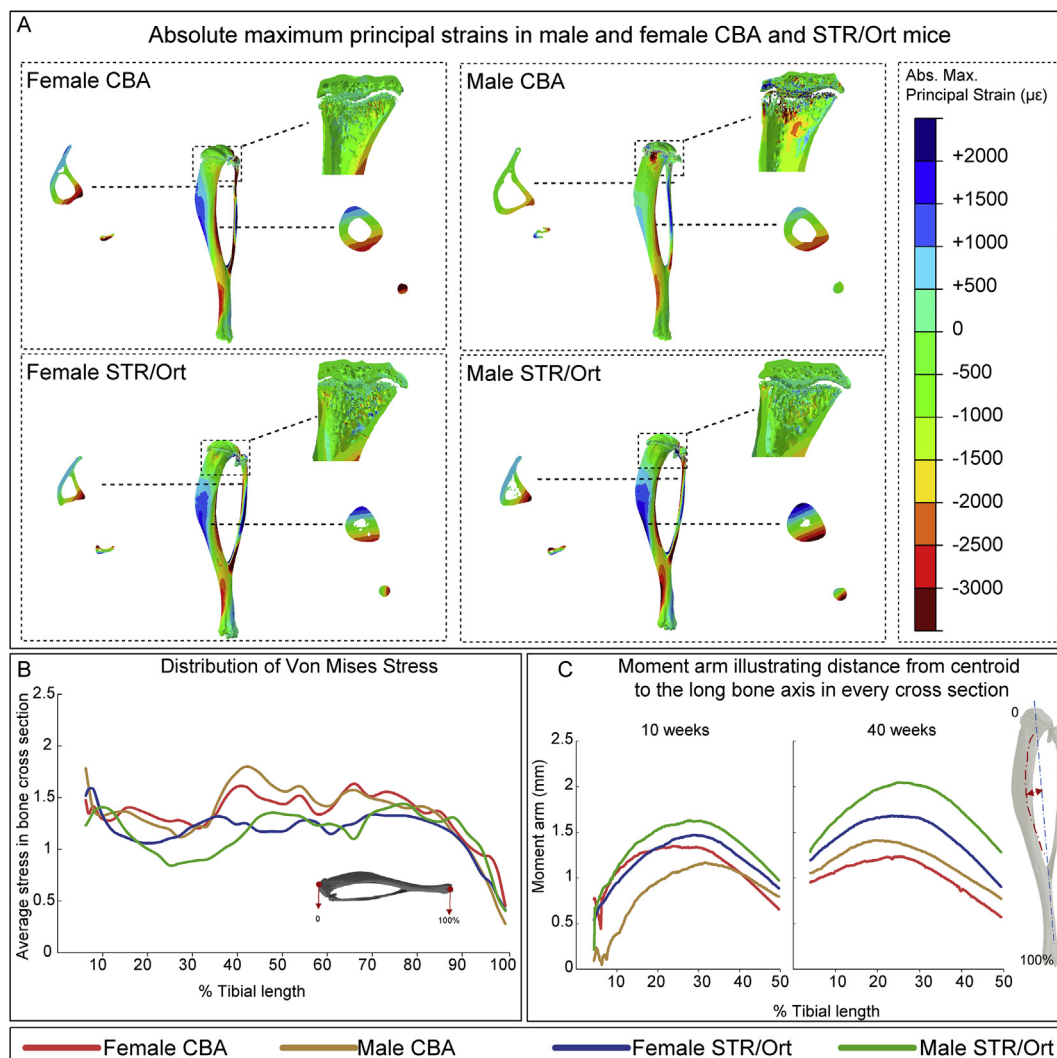 A
Absolute maximum principal strains in male and female CBA and STR/Ort mice
Female CBA
Male CBA
Female STR/Ort
Male STR/Ort
Abs. Max.
Principal Strain (με)
+2000
+1500
+1000
+500
0
-500
-1000
-1500
-2000
-2500
-3000
B
Distribution of Von Mises Stress
Average stress in bone cross section
2.5
2
1.5
1
0.5
0
0
100%
10 20 30 40 50 60 70 80 90 100
% Tibial length
C
Moment arm illustrating distance from centroid
to the long bone axis in every cross section
10 weeks
40 weeks
Moment arm (mm)
2.5
2
1.5
1
0.5
0
10 20 30 40 50
10 20 30 40 50
% Tibial length
0
100%
Female CBA
Male CBA
Female STR/Ort
Male STR/Ort